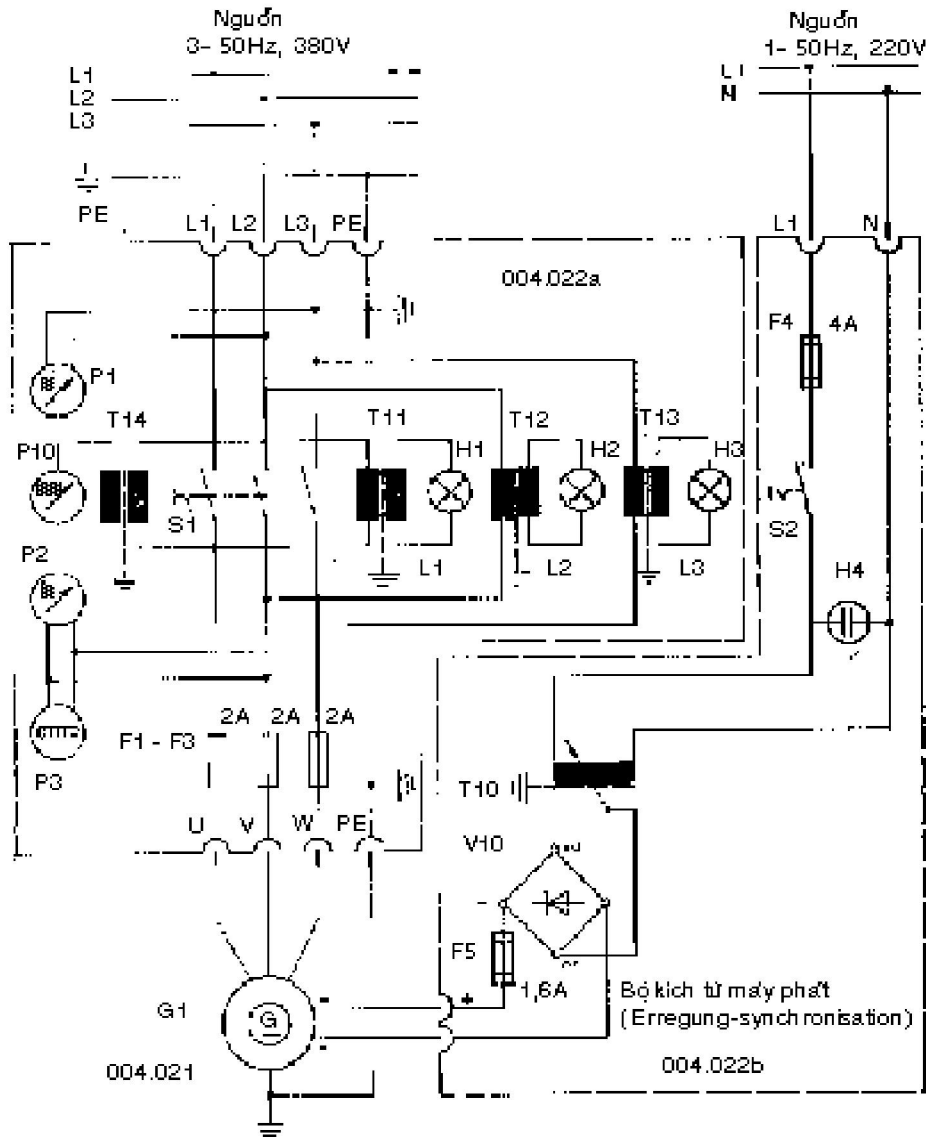 Nguồn
3~ 50Hz, 380V
Nguồn
1~ 50Hz, 220V
L1
L2
L3
PE
L1
N
L1 L2 L3 PE
L1 N
004.022a
F4 4A
P1
T14
T11
T12
T13
P10
H1
H2
H3
S1
S2
P2
L1
L2
L3
H4
2A 2A 2A
F1 - F3
P3
T10
U V W PE
V10
F5
1,6A
G1
G
Bộ kích từ máy phát
(Erregung-synchronisation)
004.021
004.022b